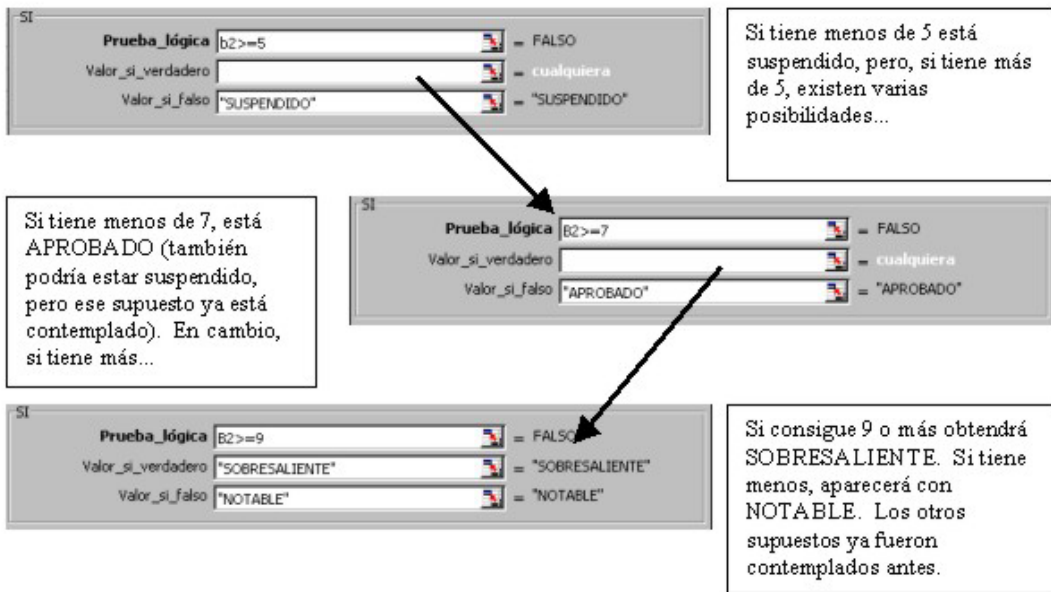 SI
Prueba_lógica b2>=5 = FALSO
Valor_si_verdadero = cualquiera
Valor_si_falso "SUSPENDIDO" = "SUSPENDIDO"
Si tiene menos de 5 está
suspendido, pero, si tiene más
de 5, existen varias
posibilidades...
Si tiene menos de 7, está
APROBADO (también
podría estar suspendido,
pero ese supuesto ya está
contemplado). En cambio,
si tiene más...
SI
Prueba_lógica B2>=7 = FALSO
Valor_si_verdadero = cualquiera
Valor_si_falso "APROBADO" = "APROBADO"
SI
Prueba_lógica B2>=9 = FALSO
Valor_si_verdadero "SOBRESALIENTE" = "SOBRESALIENTE"
Valor_si_falso "NOTABLE" = "NOTABLE"
Si consigue 9 o más obtendrá
SOBRESALIENTE. Si tiene
menos, aparecerá con
NOTABLE. Los otros
supuestos ya fueron
contemplados antes.